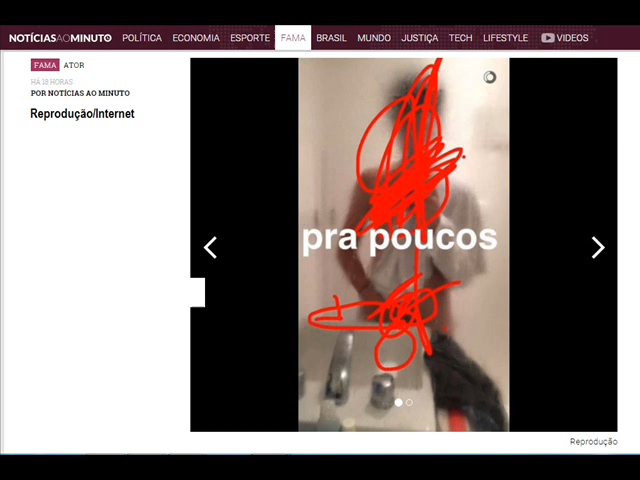 NOTÍCIASAOMINUTO POLÍTICA ECONOMIA ESPORTE FAMA BRASIL MUNDO JUSTIÇA TECH LIFESTYLE VIDEOS
FAMA ATOR
HÁ 18 HORAS
POR NOTÍCIAS AO MINUTO
Reprodução/Internet
pra poucos
Reprodução